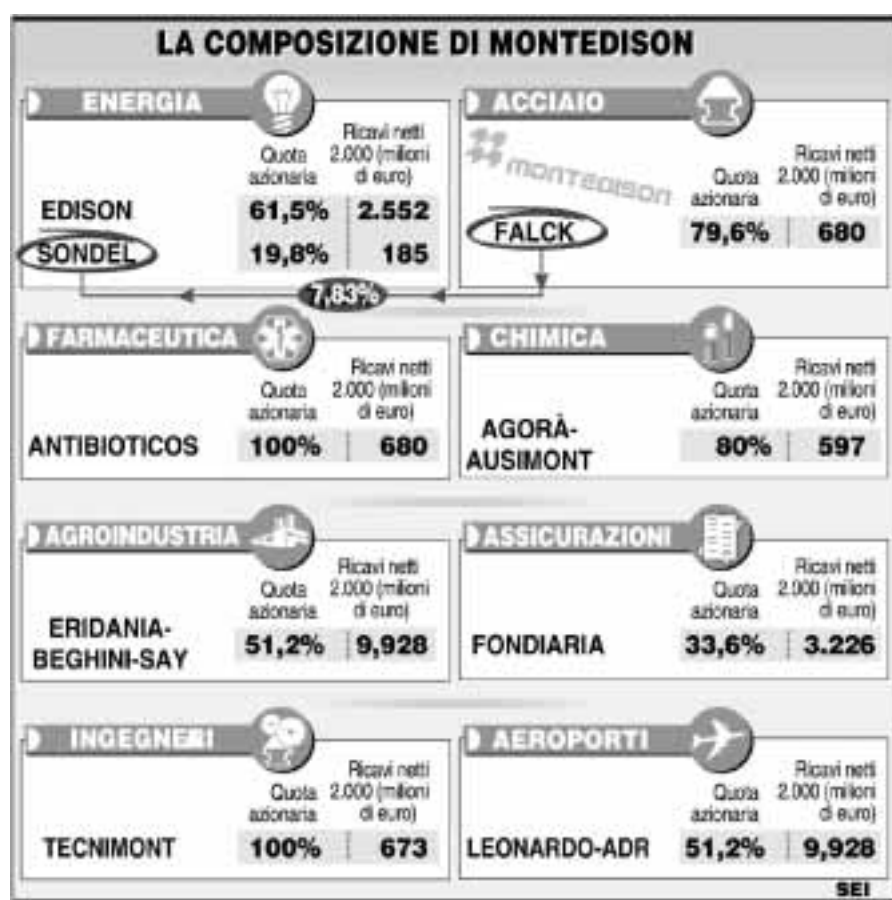 LA COMPOSIZIONE DI MONTEDISON
ENERGIA
Quota azionaria
Ricavi netti 2.000 (milioni di euro)
EDISON 61,5% 2.552
SONDEL 19,8% 185
7,83%
ACCIAIO
MONTEDISON
Quota azionaria
Ricavi netti 2.000 (milioni di euro)
FALCK 79,6% 680
FARMACEUTICA
Quota azionaria
Ricavi netti 2.000 (milioni di euro)
ANTIBIOTICOS 100% 680
CHIMICA
Quota azionaria
Ricavi netti 2.000 (milioni di euro)
AGORÀ-
AUSIMONT
80% 597
AGROINDUSTRIA
Quota azionaria
Ricavi netti 2.000 (milioni di euro)
ERIDANIA-
BEGHINI-SAY
51,2% 9,928
ASSICURAZIONI
Quota azionaria
Ricavi netti 2.000 (milioni di euro)
FONDIARIA 33,6% 3.226
Quota azionaria
Ricavi netti 2.000 (milioni di euro)
TECNIMONT 100% 673
AEROPORTI
Quota azionaria
Ricavi netti 2.000 (milioni di euro)
LEONARDO-ADR 51,2% 9,928
SEI